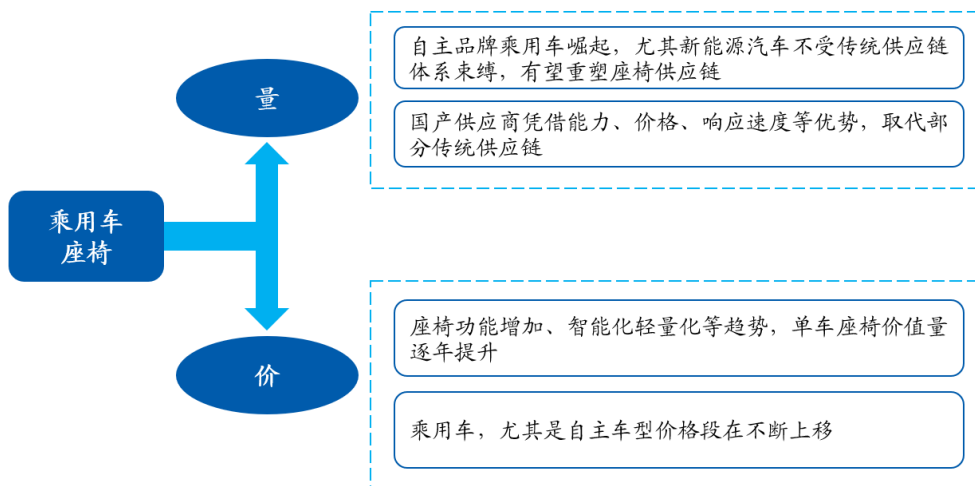 自主品牌乘用车崛起，尤其新能源汽车不受传统供应链
体系束缚，有望重塑座椅供应链
量
国产供应商凭借能力、价格、响应速度等优势，取代部
分传统供应链
乘用车
座椅
座椅功能增加、智能化轻量化等趋势，单车座椅价值量
逐年提升
价
乘用车，尤其是自主车型价格段在不断上移